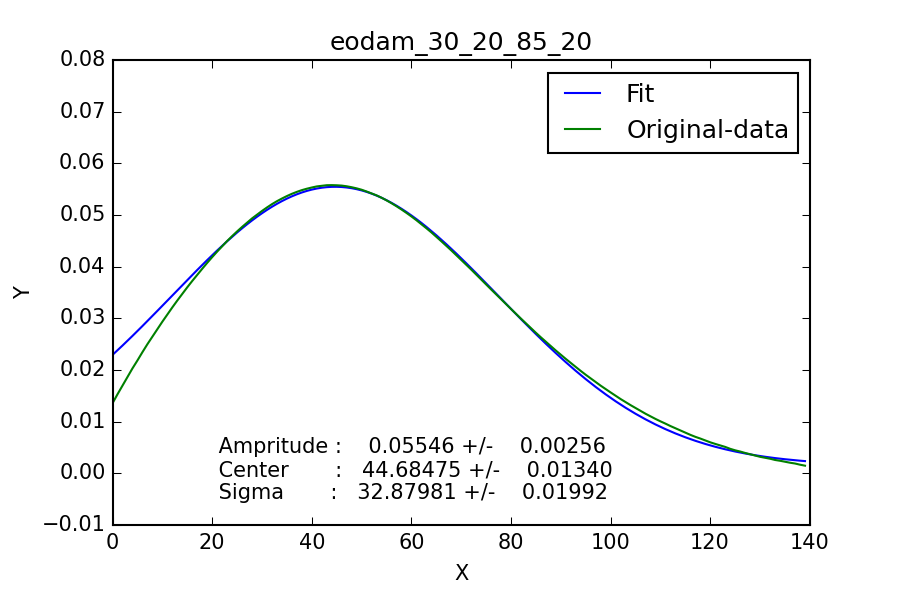 eodam_30_20_85_20
0.08
0.07
0.06
0.05
0.04
0.03
0.02
0.01
0.00
−0.01
Y
Fit
Original-data
Ampritude : 0.05546 +/- 0.00256
Center : 44.68475 +/- 0.01340
Sigma : 32.87981 +/- 0.01992
0 20 40 60 80 100 120 140
X